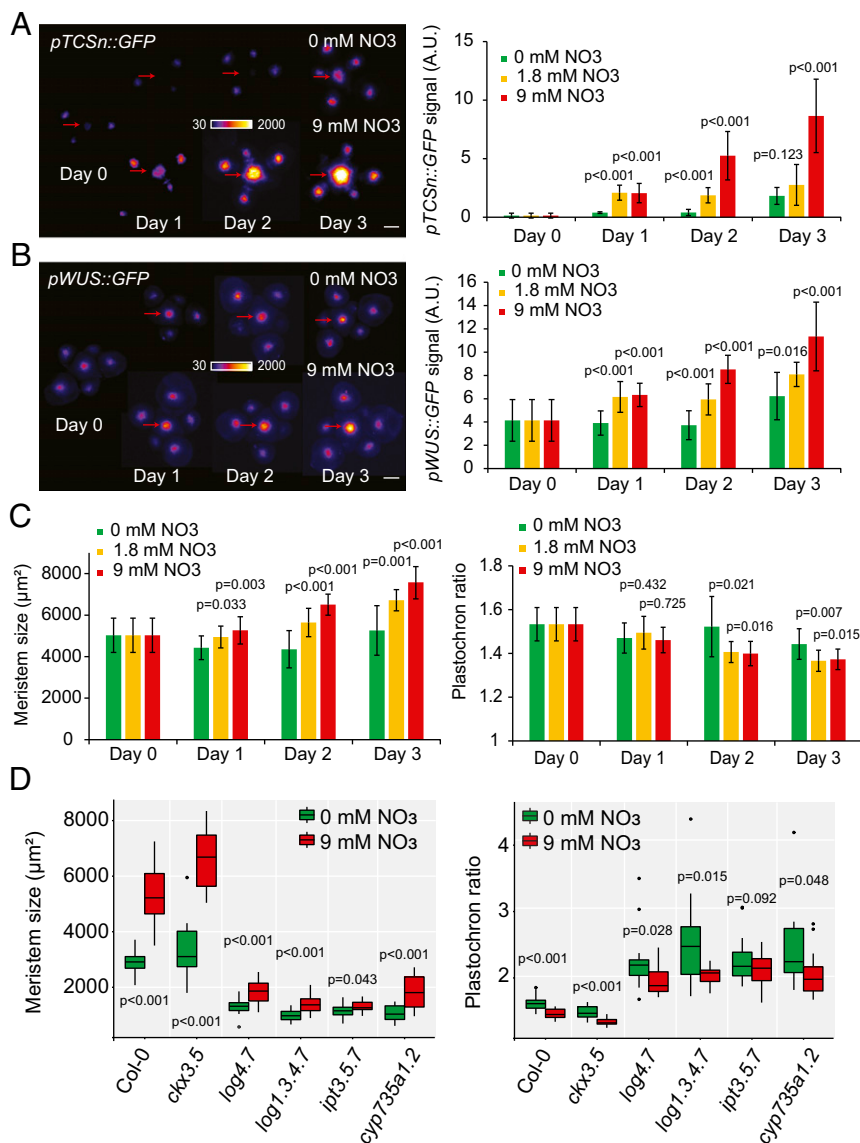 A
pTCSn::GFP
0 mM NO3
30 2000
9 mM NO3
Day 0
Day 1 Day 2 Day 3
pTCSn::GFP signal (A.U.)
15
10
5
0
0 mM NO3
1.8 mM NO3
9 mM NO3
p<0.001
p<0.001
p<0.001
p<0.001
p<0.001
p=0.123
Day 0 Day 1 Day 2 Day 3
B
pWUS::GFP
0 mM NO3
30 2000
9 mM NO3
Day 0
Day 1 Day 2 Day 3
pWUS::GFP signal (A.U.)
16
14
12
10
8
6
4
2
0
0 mM NO3
1.8 mM NO3
9 mM NO3
p<0.001
p<0.001
p<0.001
p<0.001
p<0.001
p=0.016
Day 0 Day 1 Day 2 Day 3
C
Meristem size (µm²)
8000
6000
4000
2000
0
0 mM NO3
1.8 mM NO3
9 mM NO3
p=0.003
p=0.033
p<0.001
p<0.001
p<0.001
p=0.001
Day 0 Day 1 Day 2 Day 3
Plastochron ratio
1.8
1.6
1.4
1.2
1
0 mM NO3
1.8 mM NO3
9 mM NO3
p=0.432
p=0.725
p=0.021
p=0.016
p=0.007
p=0.015
Day 0 Day 1 Day 2 Day 3
D
Meristem size (µm²)
8000
6000
4000
2000
0 mM NO3
9 mM NO3
p<0.001
p<0.001
p<0.001
p<0.001
p=0.043
p<0.001
Col-0 ckx3.5 log4.7 log1.3.4.7 ipt3.5.7 cyp735a1.2
Plastochron ratio
4
3
2
0 mM NO3
9 mM NO3
p<0.001
p<0.001
p=0.028
p=0.015
p=0.092
p=0.048
Col-0 ckx3.5 log4.7 log1.3.4.7 ipt3.5.7 cyp735a1.2